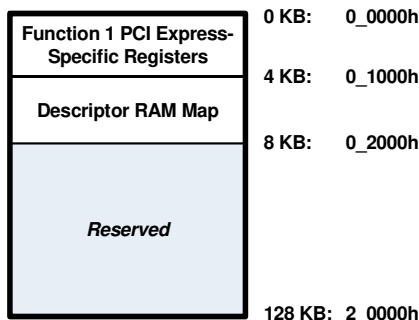 0 KB: 0_0000h
Function 1 PCI Express-
Specific Registers
4 KB: 0_1000h
Descriptor RAM Map
8 KB: 0_2000h
Reserved
128 KB: 2_0000h